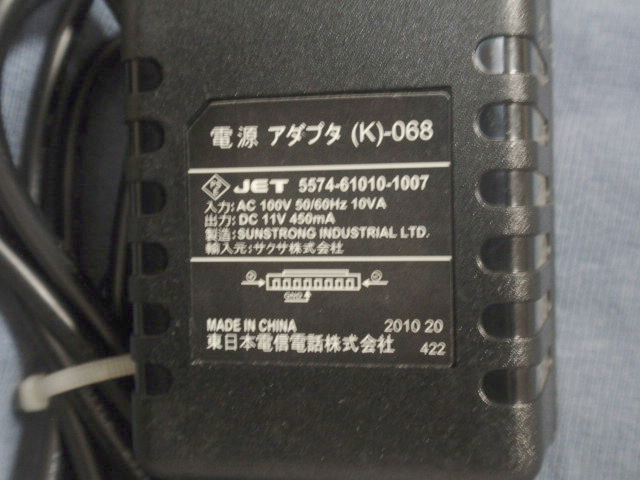 電源 アダプタ (K)-068
PS E JET 5574-61010-1007
入力: AC 100V 50/60Hz 10VA
出力: DC 11V 450mA
製造: SUNSTRONG INDUSTRIAL LTD.
輸入元: サクサ株式会社
GND
MADE IN CHINA 2010 20
東日本電信電話株式会社 422